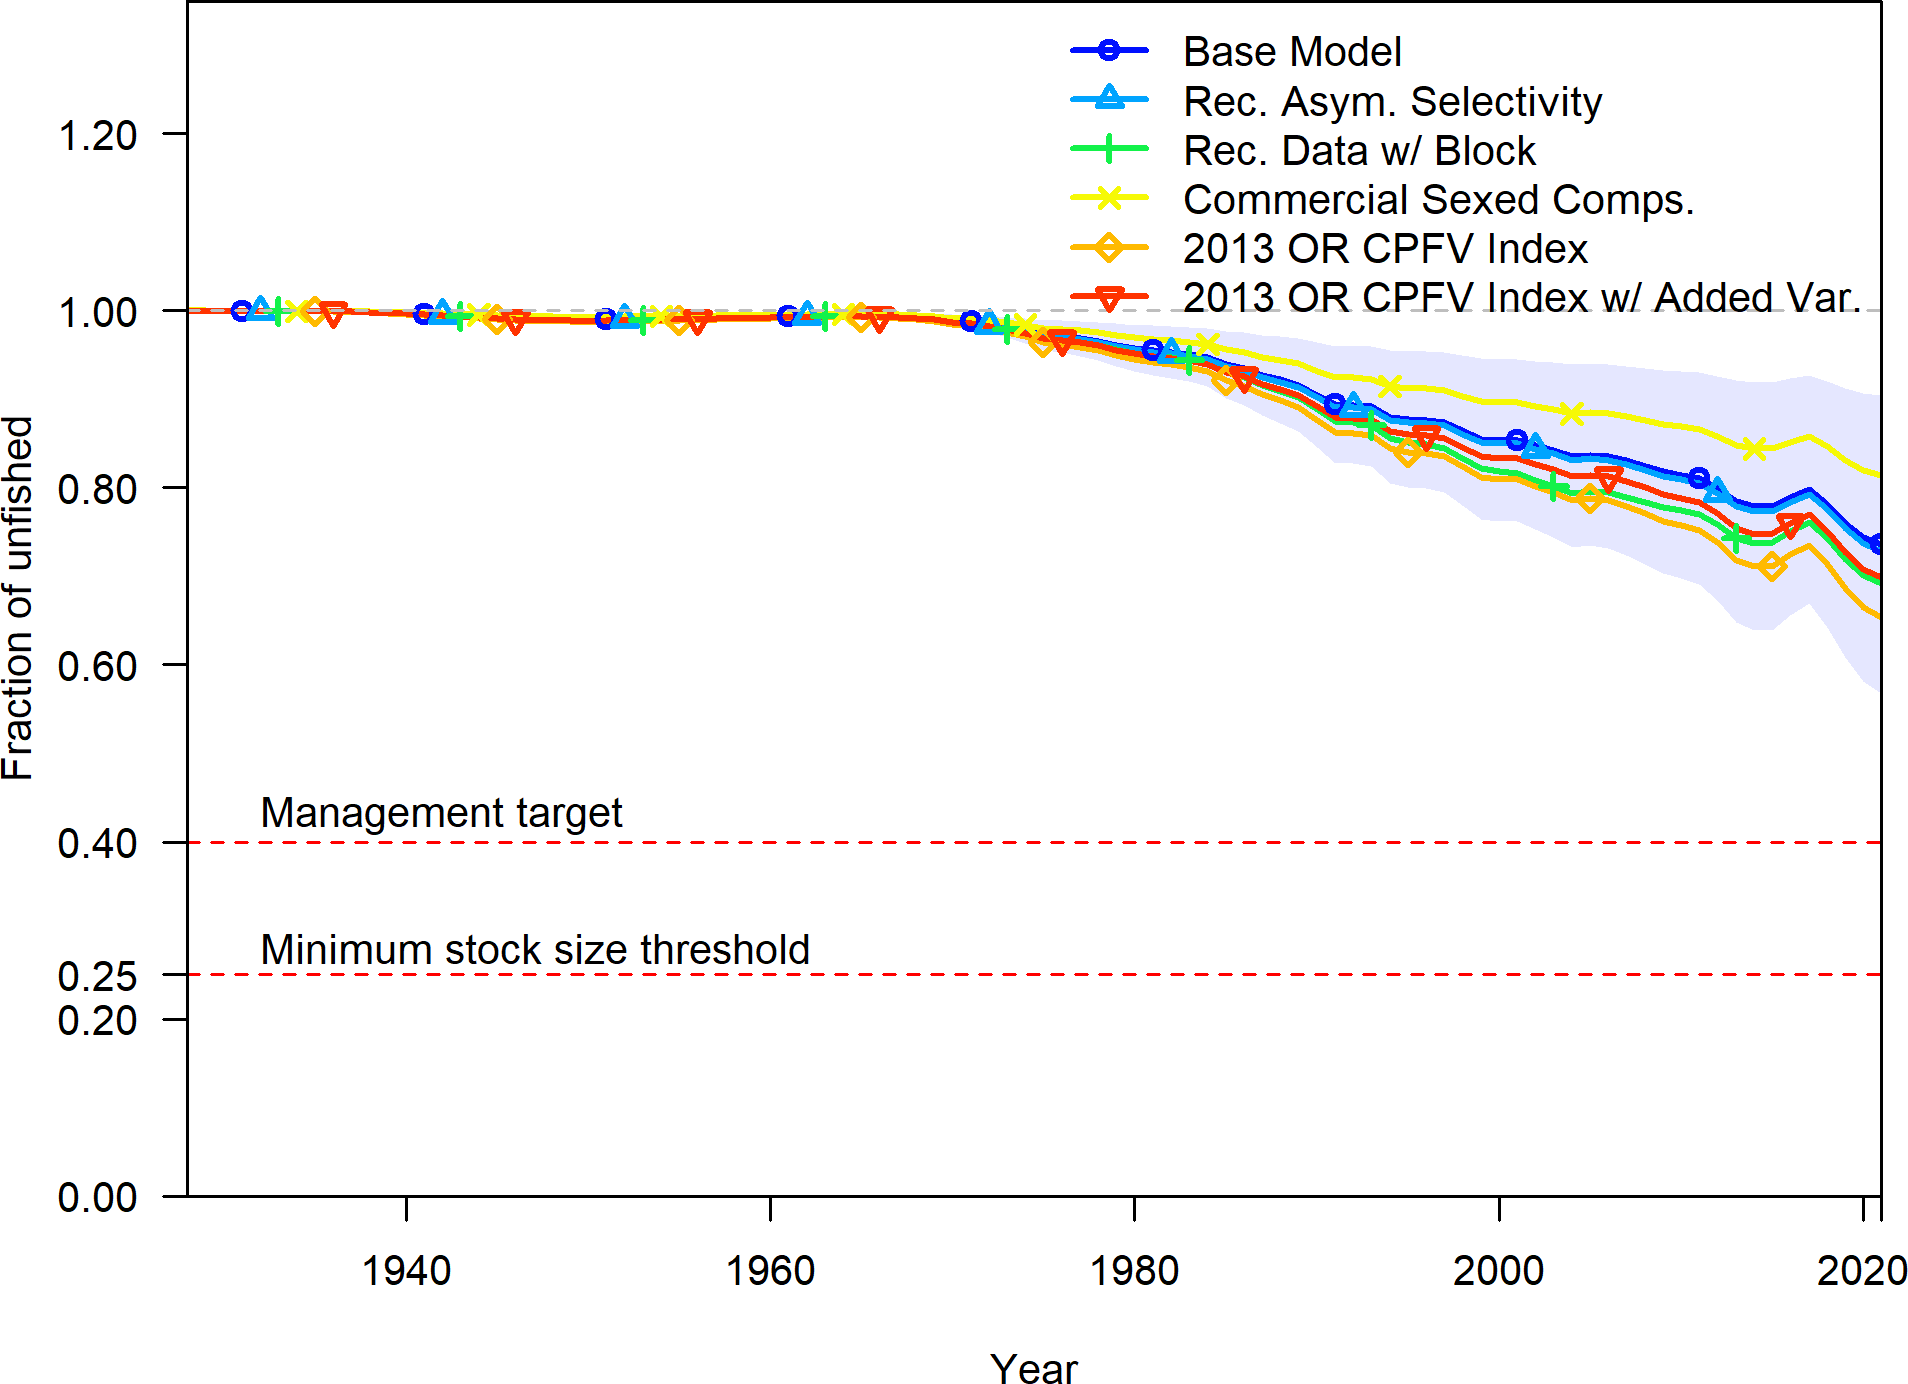 Base Model
Rec. Asym. Selectivity
Rec. Data w/ Block
Commercial Sexed Comps.
2013 OR CPFV Index
2013 OR CPFV Index w/ Added Var..
Fraction of unfished
1.20
1.00
0.80
0.60
0.40
0.25
0.20
0.00
Management target
Minimum stock size threshold
1940
1960
1980
2000
2020
Year